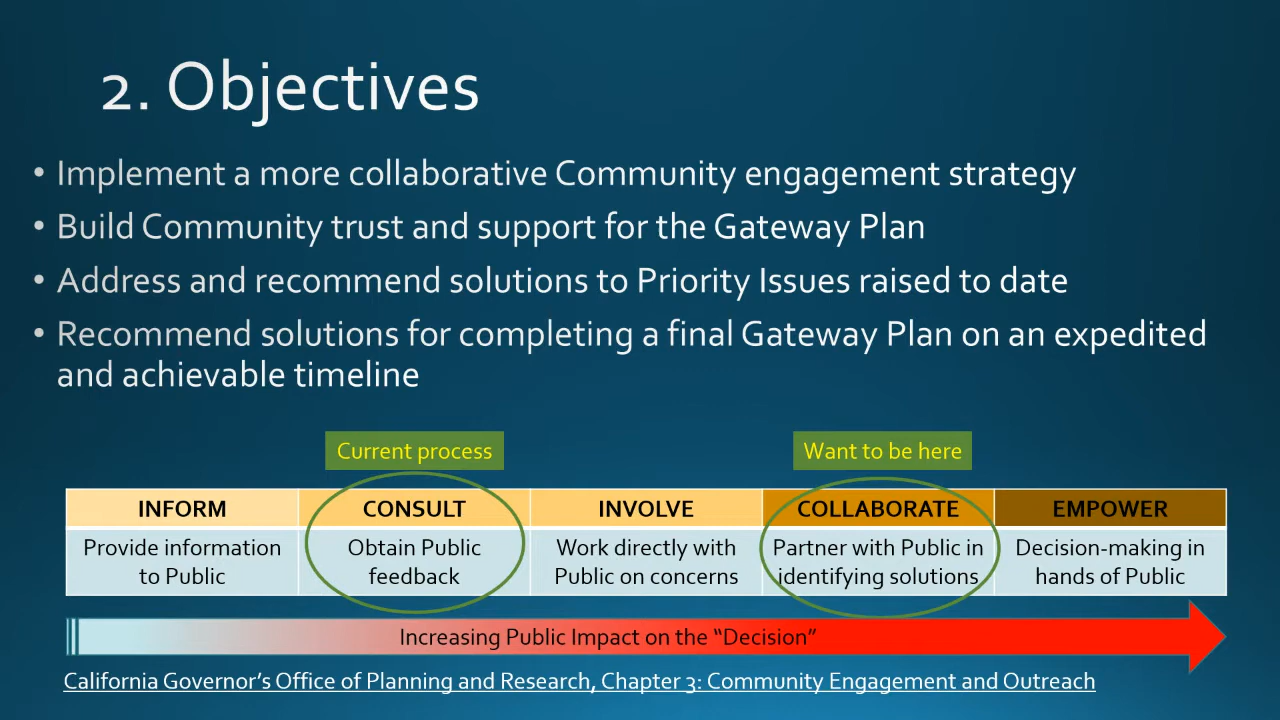 2. Objectives
• Implement a more collaborative Community engagement strategy
• Build Community trust and support for the Gateway Plan
• Address and recommend solutions to Priority Issues raised to date
• Recommend solutions for completing a final Gateway Plan on an expedited
and achievable timeline
Current process
Want to be here
INFORM CONSULT INVOLVE COLLABORATE EMPOWER
Provide information Obtain Public Work directly with Partner with Public in Decision-making in
to Public feedback Public on concerns identifying solutions hands of Public
Increasing Public Impact on the “Decision”
California Governor’s Office of Planning and Research, Chapter 3: Community Engagement and Outreach